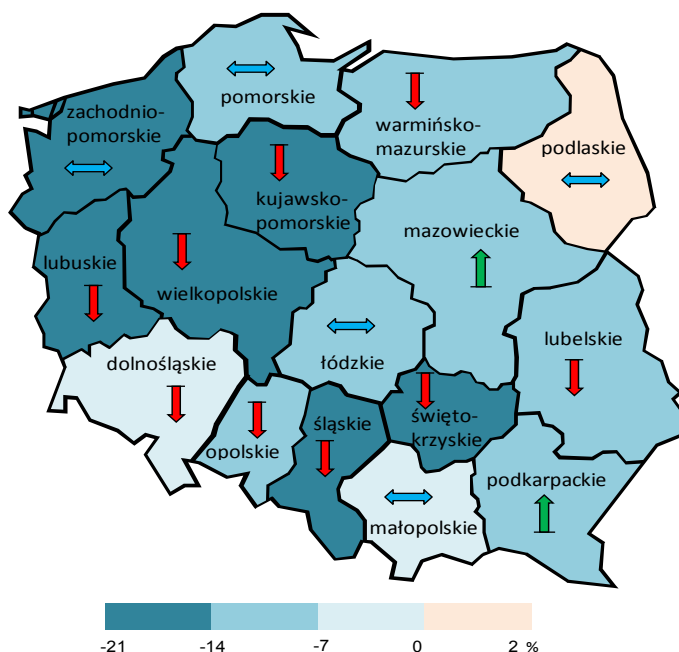 pomorskie
zachodnio-
pomorskie
warmińsko-
mazurskie
podlaskie
kujawsko-
pomorskie
mazowieckie
lubuskie
wielkopolskie
lubelskie
dolnośląskie
łódzkie
opolskie
śląskie
święto-
krzyskie
podkarpackie
małopolskie
-21 -14 -7 0 2 %